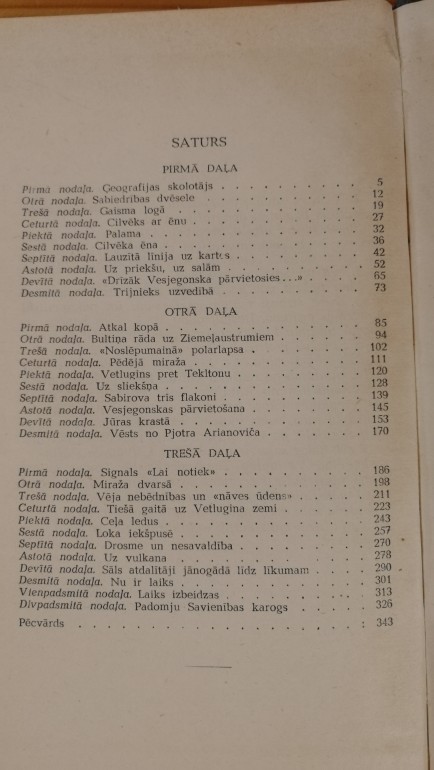 SATURS
PIRMĀ DAĻA
Pirmā nodaļa. Ģeografijas skolotājs . . . . . . . . . . . 5
Otrā nodaļa. Sabiedrības dvēsele . . . . . . . . . . . 12
Trešā nodaļa. Gaisma logā . . . . . . . . . . . 19
Ceturtā nodaļa. Cilvēks ar ēnu . . . . . . . . . . . 27
Piektā nodaļa. Palama . . . . . . . . . . . 32
Sestā nodaļa. Cilvēka ēna . . . . . . . . . . . 36
Septītā nodaļa. Lauzītā līnija uz kartes . . . . . . . . . . . 42
Astotā nodaļa. Uz priekšu, uz salām . . . . . . . . . . . 52
Devītā nodaļa. «Drīzāk Vesjegonska pārvietosies...» . . . . . 65
Desmitā nodaļa. Trijnieks uzvedībā . . . . . . . . . . . 73
OTRĀ DAĻA
Pirmā nodaļa. Atkal kopā . . . . . . . . . . . 85
Otrā nodaļa. Bultiņa rāda uz Ziemeļaustrumiem . . . . . . . 94
Trešā nodaļa. «Noslēpumainā» polarlapsa . . . . . . . . . 102
Ceturtā nodaļa. Pēdējā miraža . . . . . . . . . . . 111
Piektā nodaļa. Vetlugins pret Tekltonu . . . . . . . . . . 120
Sestā nodaļa. Uz sliekšņa . . . . . . . . . . . 128
Septītā nodaļa. Sabirova trīs flakoni . . . . . . . . . . 139
Astotā nodaļa. Vesjegonskas pārvietošana . . . . . . . . . 145
Devītā nodaļa. Jūras krastā . . . . . . . . . . . 153
Desmitā nodaļa. Vēsts no Pjotra Arianoviča . . . . . . . . 170
TREŠĀ DAĻA
Pirmā nodaļa. Signals «Lai notiek» . . . . . . . . . . . 186
Otrā nodaļa. Miraža dvarsā . . . . . . . . . . . 198
Trešā nodaļa. Vēja nebēdnības un «nāves ūdens» . . . . . . 211
Ceturtā nodaļa. Tiešā gaitā uz Vetlugina zemi . . . . . . . 223
Piektā nodaļa. Ceļa ledus . . . . . . . . . . . 243
Sestā nodaļa. Loka iekšpusē . . . . . . . . . . . 257
Septītā nodaļa. Drosme un nesavaldība . . . . . . . . . . 270
Astotā nodaļa. Uz vulkana . . . . . . . . . . . 278
Devītā nodaļa. Sāls atdalītāji jānogādā līdz līkumam . . . . 290
Desmitā nodaļa. Nu ir laiks . . . . . . . . . . . 301
Vienpadsmitā nodaļa. Laiks izbeidzas . . . . . . . . . . 313
Divpadsmitā nodaļa. Padomju Savienības karogs . . . . . . 326
Pēcvārds . . . . . . . . . . . 343